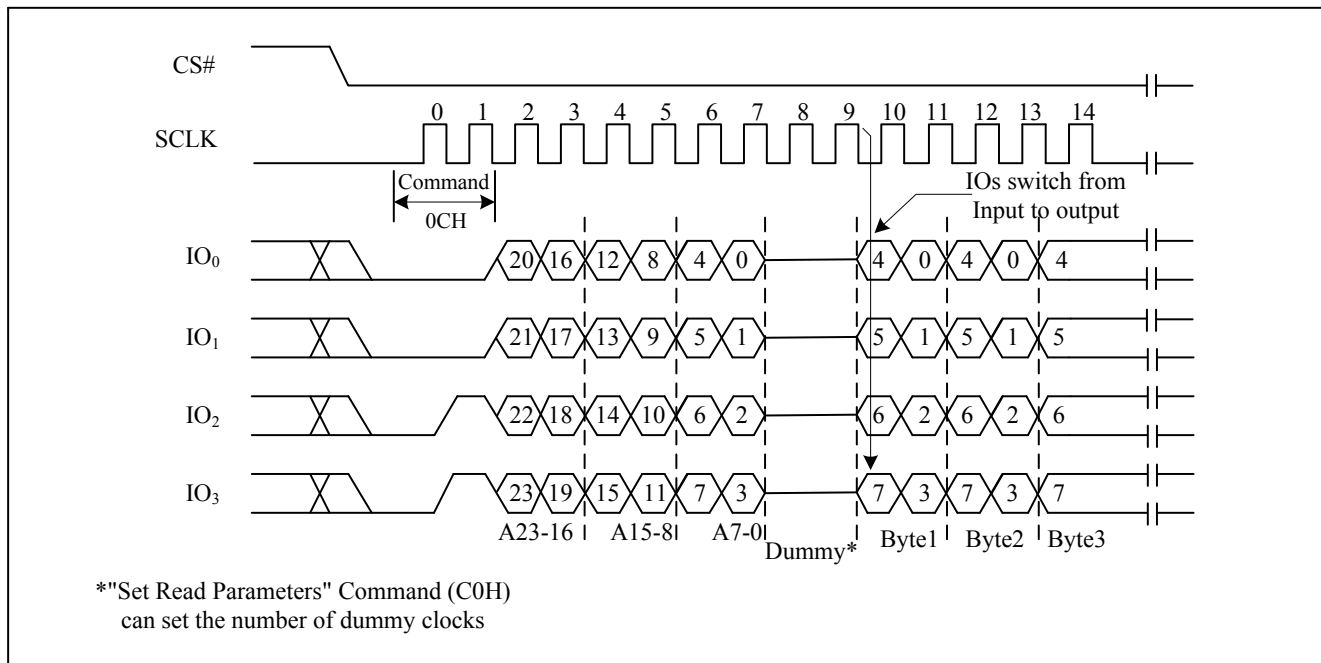 CS#
0 1 2 3 4 5 6 7 8 9 10 11 12 13 14
SCLK
Command
0CH
IOs switch from
Input to output
IO0 20 16 12 8 4 0 4 0 4 0 4
IO1 21 17 13 9 5 1 5 1 5 1 5
IO2 22 18 14 10 6 2 6 2 6 2 6
IO3 23 19 15 11 7 3 7 3 7 3 7
A23-16 A15-8 A7-0 Dummy* Byte1 Byte2 Byte3
*"Set Read Parameters" Command (C0H)
can set the number of dummy clocks